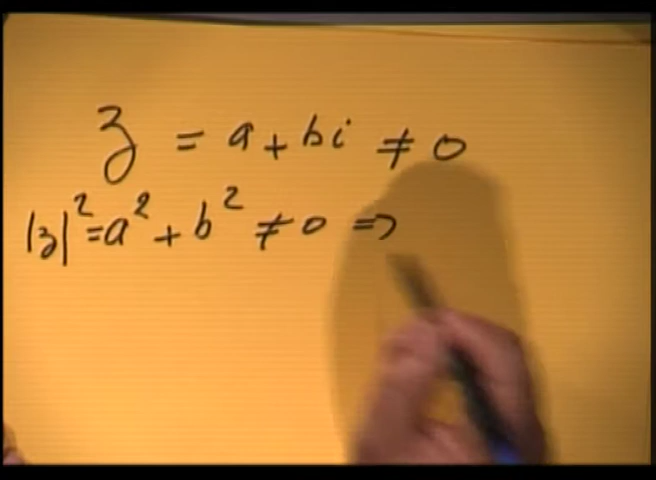 z = a + bi ≠ 0
|z|² = a² + b² ≠ 0 ⇒